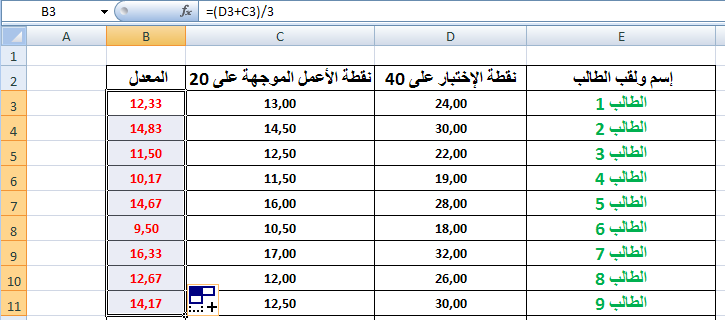 B3 fx =(D3+C3)/3
A B C D E
1
2 المعدل نقطة الأعمل الموجهة على 20 نقطة الإختبار على 40 إسم ولقب الطالب
3 12,33 13,00 24,00 الطالب 1
4 14,83 14,50 30,00 الطالب 2
5 11,50 12,50 22,00 الطالب 3
6 10,17 11,50 19,00 الطالب 4
7 14,67 16,00 28,00 الطالب 5
8 9,50 10,50 18,00 الطالب 6
9 16,33 17,00 32,00 الطالب 7
10 12,67 12,00 26,00 الطالب 8
11 14,17 12,50 30,00 الطالب 9